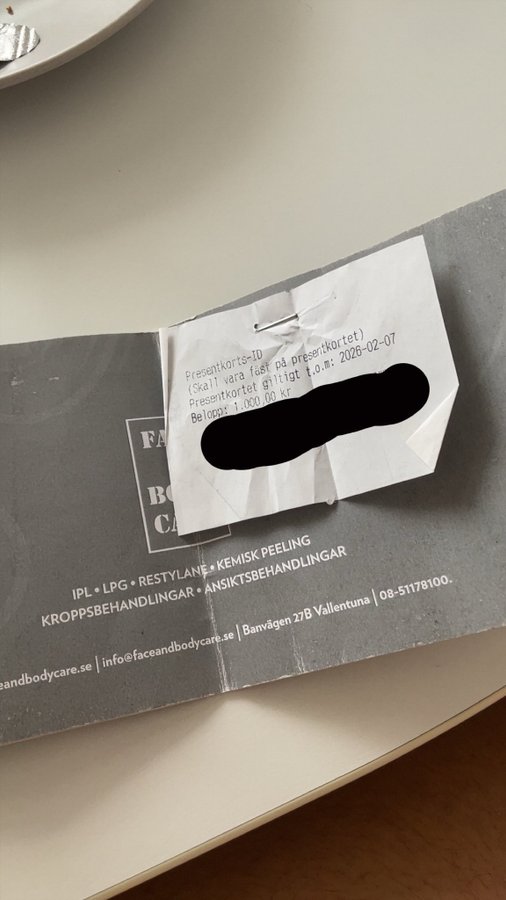 Presentkorts-ID
(Skall vara fäst på presentkortet)
Presentkortet giltigt t.o.m: 2026-02-07
Belopp: 1.000,00 kr
FA
BO
CA
IPL • LPG • RESTYLANE • KEMISK PEELING
KROPPSBEHANDLINGAR • ANSIKTSBEHANDLINGAR
eandbodycare.se | info@faceandbodycare.se | Banvägen 27B Vallentuna | 08-51178100.